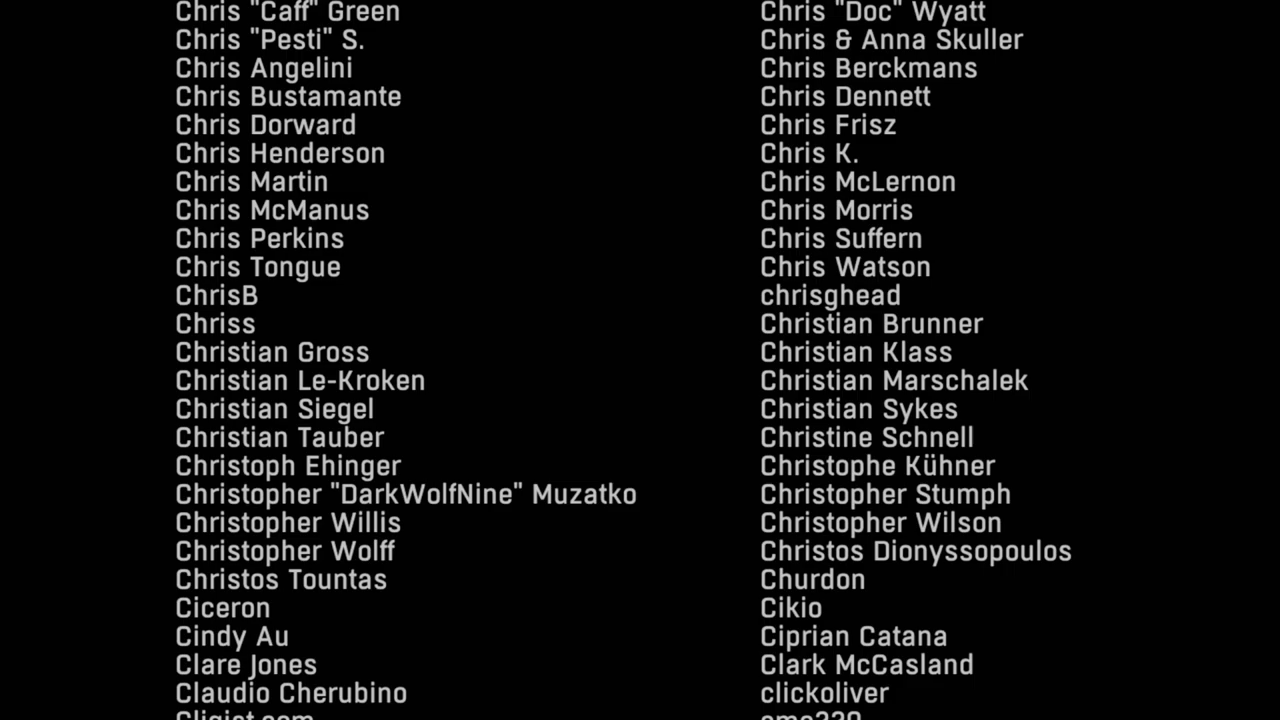 Chris "Caff" Green
Chris "Doc" Wyatt
Chris "Pesti" S.
Chris & Anna Skuller
Chris Angelini
Chris Berckmans
Chris Bustamante
Chris Dennett
Chris Dorward
Chris Frisz
Chris Henderson
Chris K.
Chris Martin
Chris McLernon
Chris McManus
Chris Morris
Chris Perkins
Chris Suffern
Chris Tongue
Chris Watson
ChrisB
chrisghead
Chriss
Christian Brunner
Christian Gross
Christian Klass
Christian Le-Kroken
Christian Marschalek
Christian Siegel
Christian Sykes
Christian Tauber
Christine Schnell
Christoph Ehinger
Christophe Kühner
Christopher "DarkWolfNine" Muzatko
Christopher Stumph
Christopher Willis
Christopher Wilson
Christopher Wolff
Christos Dionyssopoulos
Christos Tountas
Churdon
Ciceron
Cikio
Cindy Au
Ciprian Catana
Clare Jones
Clark McCasland
Claudio Cherubino
clickoliver